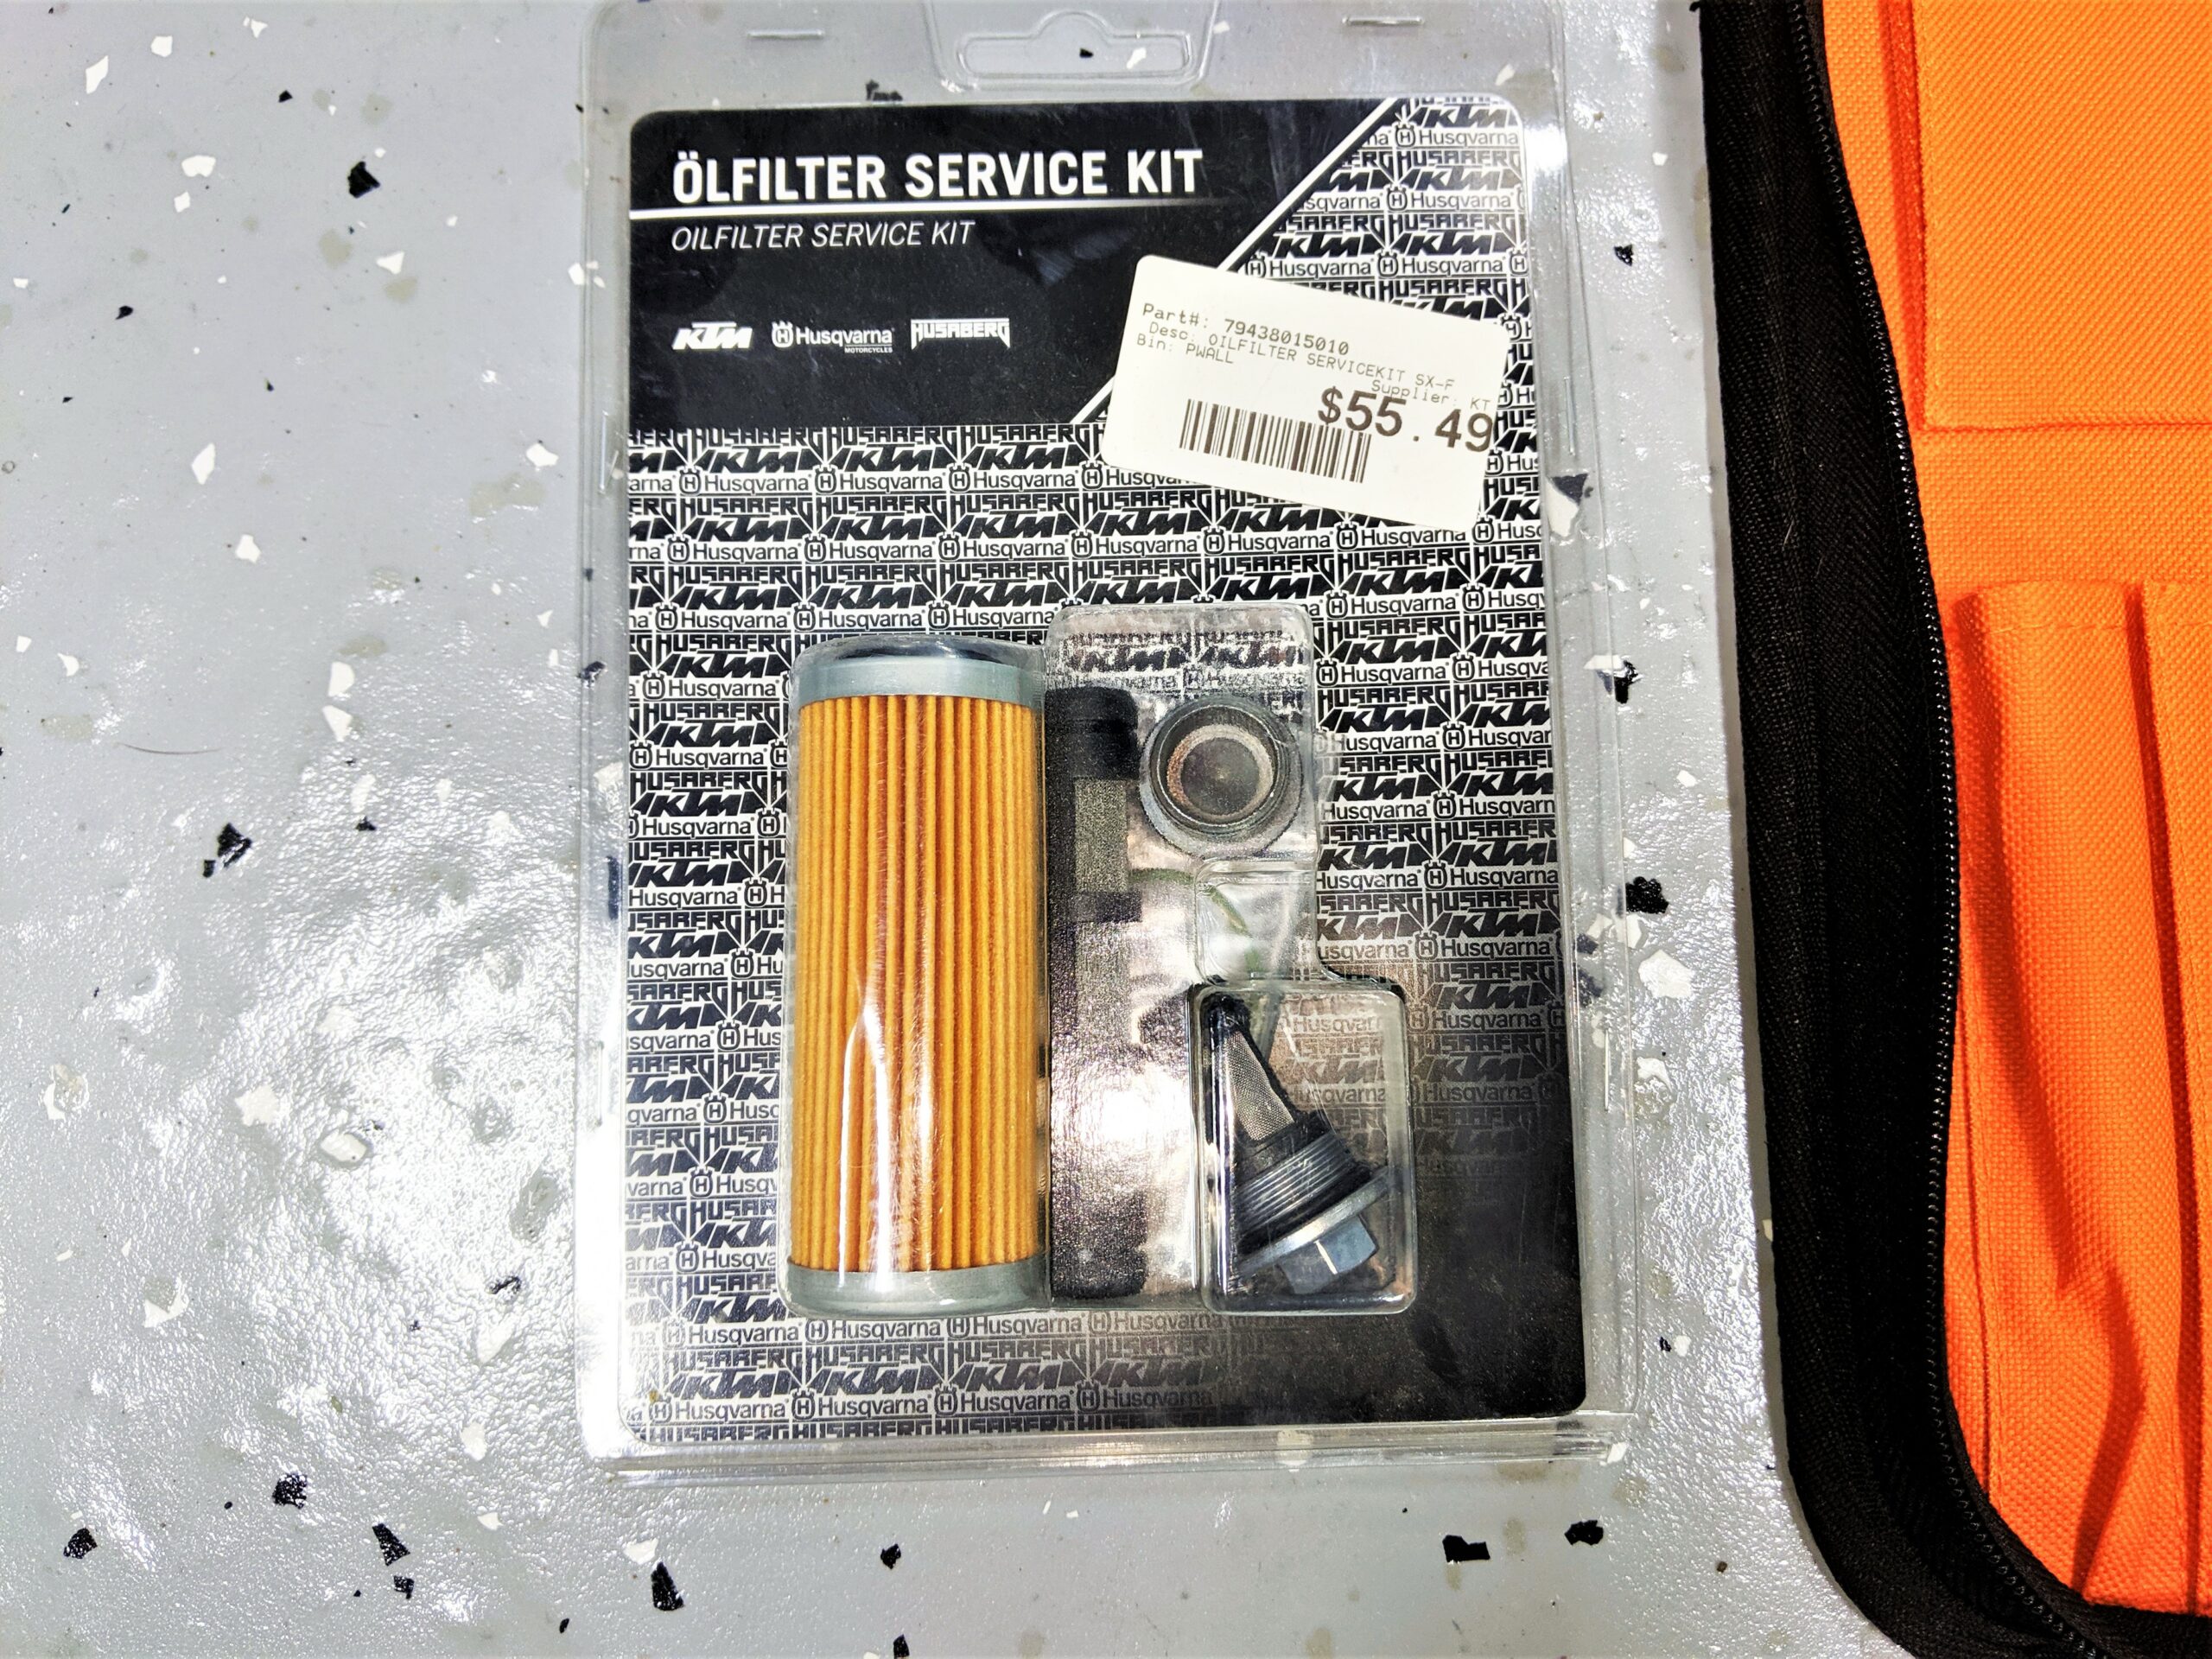 ÖLFILTER SERVICE KIT
OILFILTER SERVICE KIT
KTM Husqvarna HUSABERG
MOTORCYCLES
Part#: 79438015010
Desc: OILFILTER SERVICEKIT SX-F
Bin: PWALL
Supplier: KT
$55.49